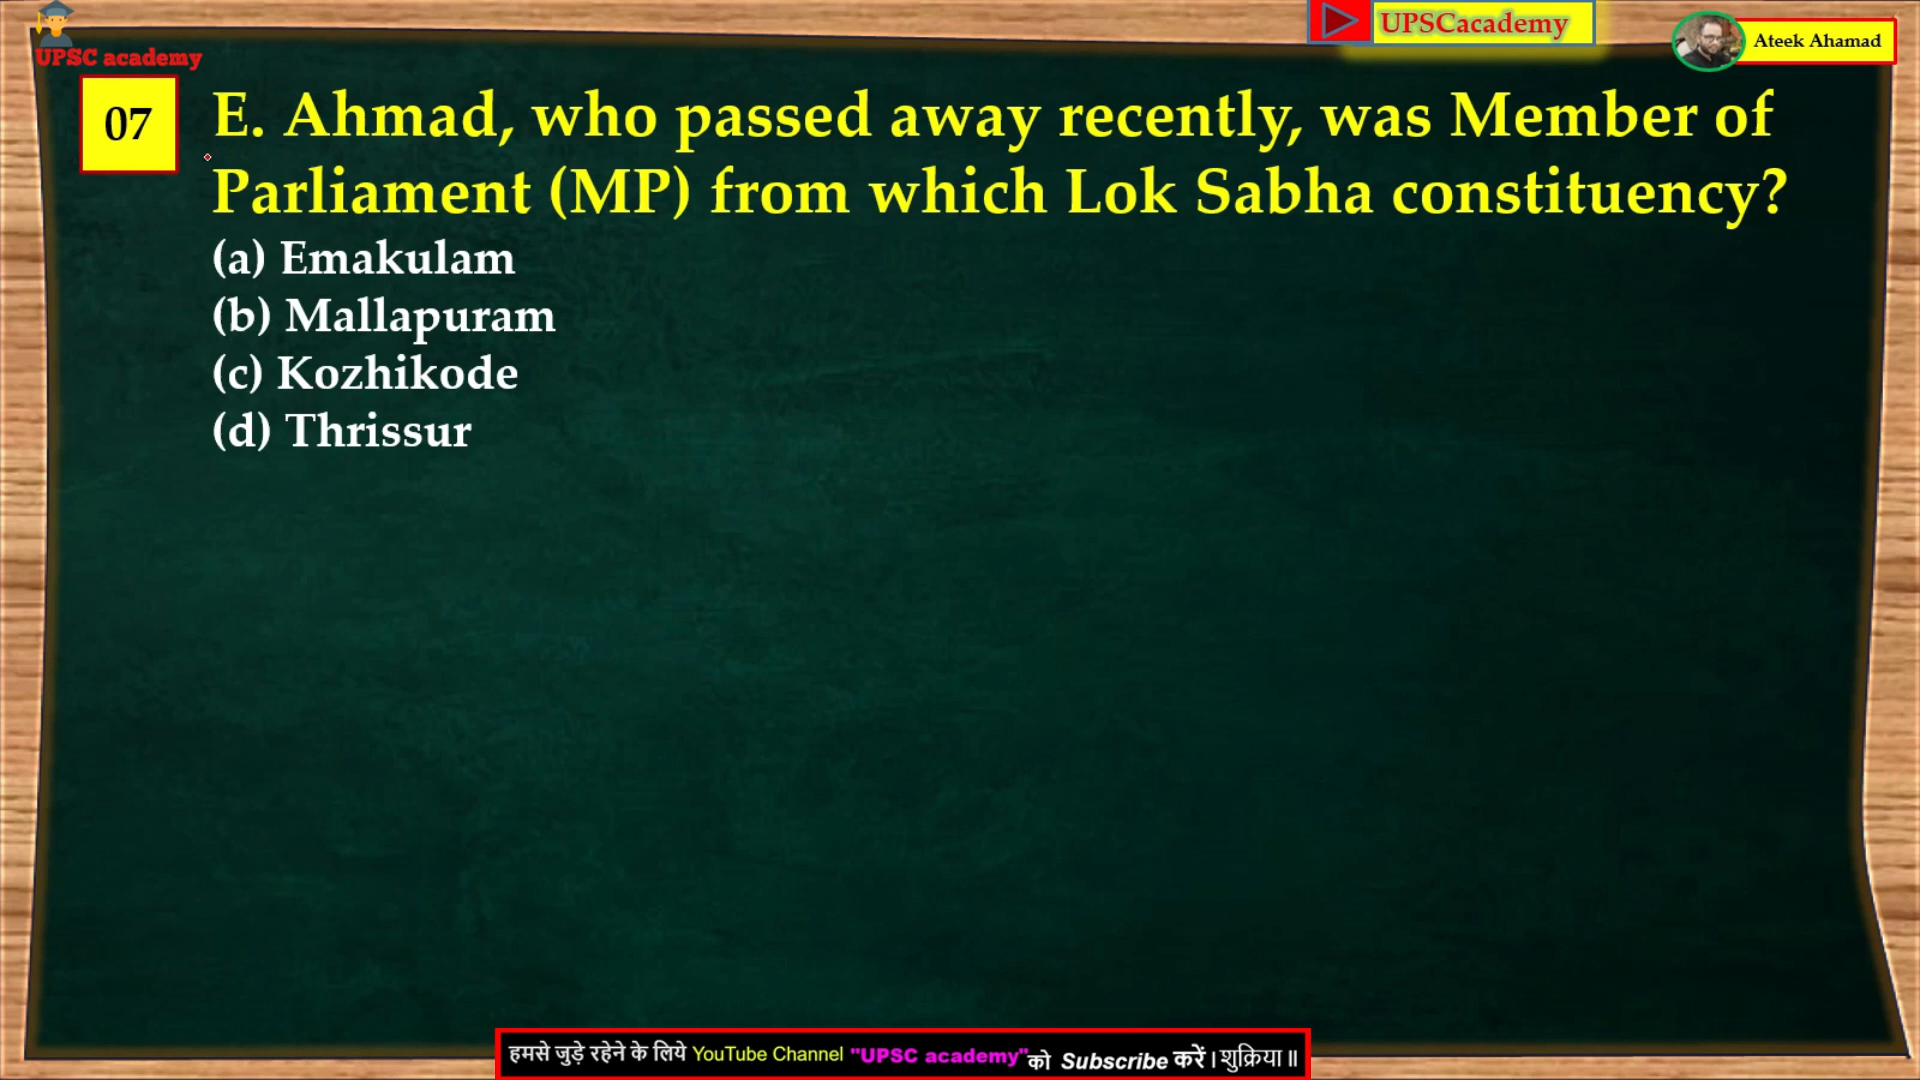 UPSC academy
UPSCacademy
Ateek Ahamad
07
E. Ahmad, who passed away recently, was Member of
Parliament (MP) from which Lok Sabha constituency?
(a) Emakulam
(b) Mallapuram
(c) Kozhikode
(d) Thrissur
हमसे जुड़े रहेने के लिये YouTube Channel "UPSC academy"को Subscribe करें। शुक्रिया॥